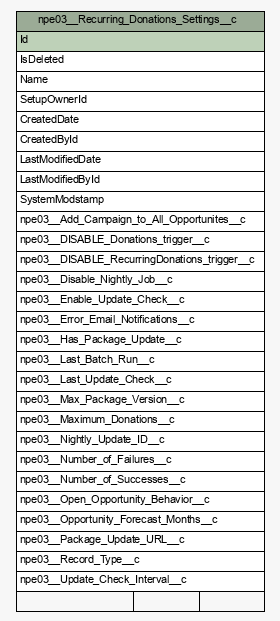 npe03__Recurring_Donations_Settings__c
Id
IsDeleted
Name
SetupOwnerId
CreatedDate
CreatedById
LastModifiedDate
LastModifiedById
SystemModstamp
npe03__Add_Campaign_to_All_Opportunites__c
npe03__DISABLE_Donations_trigger__c
npe03__DISABLE_RecurringDonations_trigger__c
npe03__Disable_Nightly_Job__c
npe03__Enable_Update_Check__c
npe03__Error_Email_Notifications__c
npe03__Has_Package_Update__c
npe03__Last_Batch_Run__c
npe03__Last_Update_Check__c
npe03__Max_Package_Version__c
npe03__Maximum_Donations__c
npe03__Nightly_Update_ID__c
npe03__Number_of_Failures__c
npe03__Number_of_Successes__c
npe03__Open_Opportunity_Behavior__c
npe03__Opportunity_Forecast_Months__c
npe03__Package_Update_URL__c
npe03__Record_Type__c
npe03__Update_Check_Interval__c